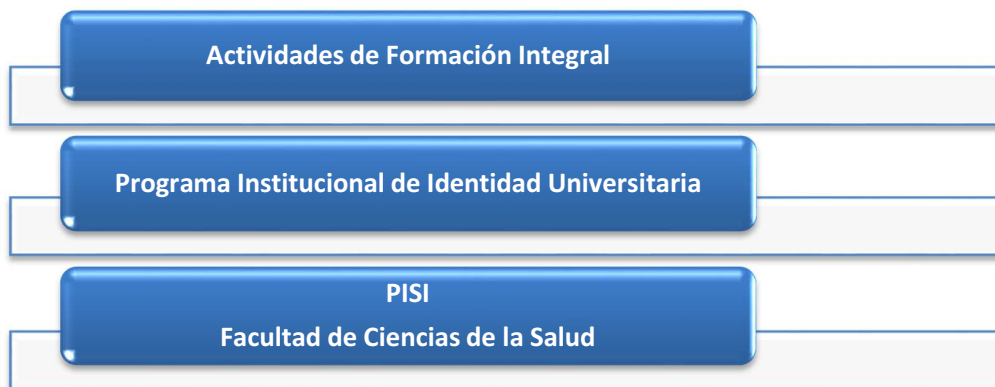 Actividades de Formación Integral
Programa Institucional de Identidad Universitaria
PISI
Facultad de Ciencias de la Salud